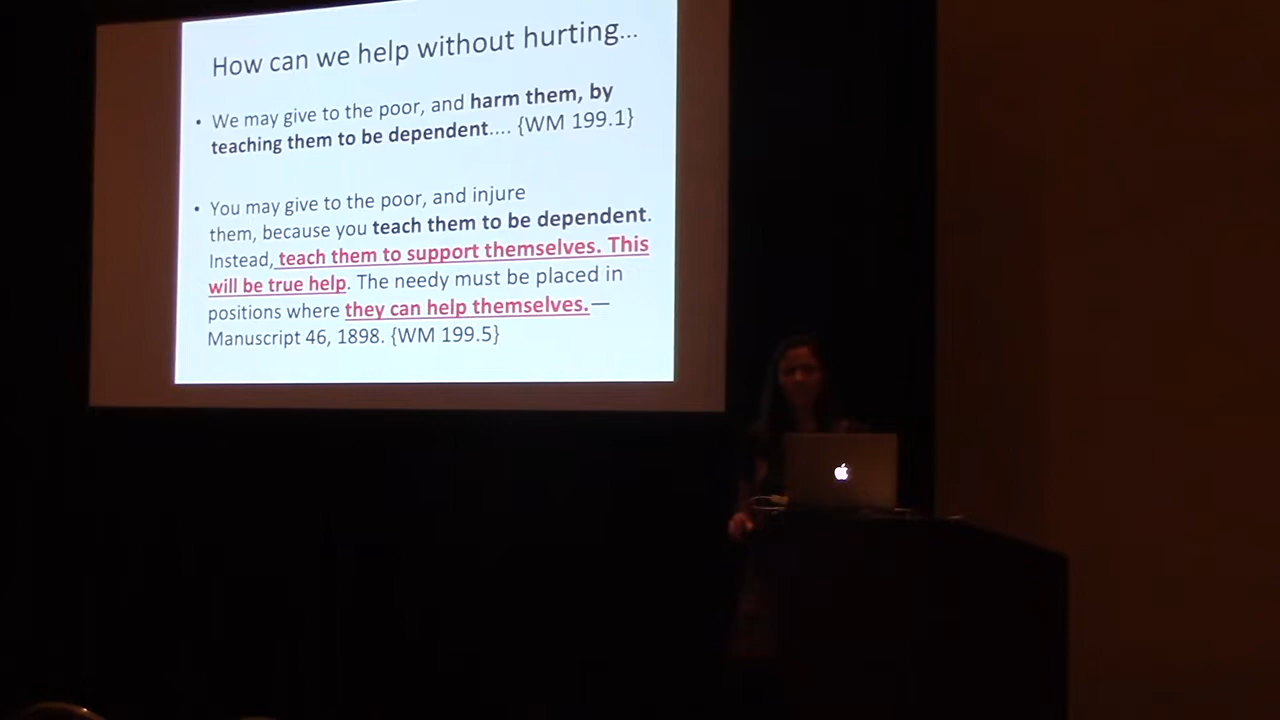 How can we help without hurting...
• We may give to the poor, and harm them, by
teaching them to be dependent.... {WM 199.1}
• You may give to the poor, and injure
them, because you teach them to be dependent.
Instead, teach them to support themselves. This
will be true help. The needy must be placed in
positions where they can help themselves.—
Manuscript 46, 1898. {WM 199.5}